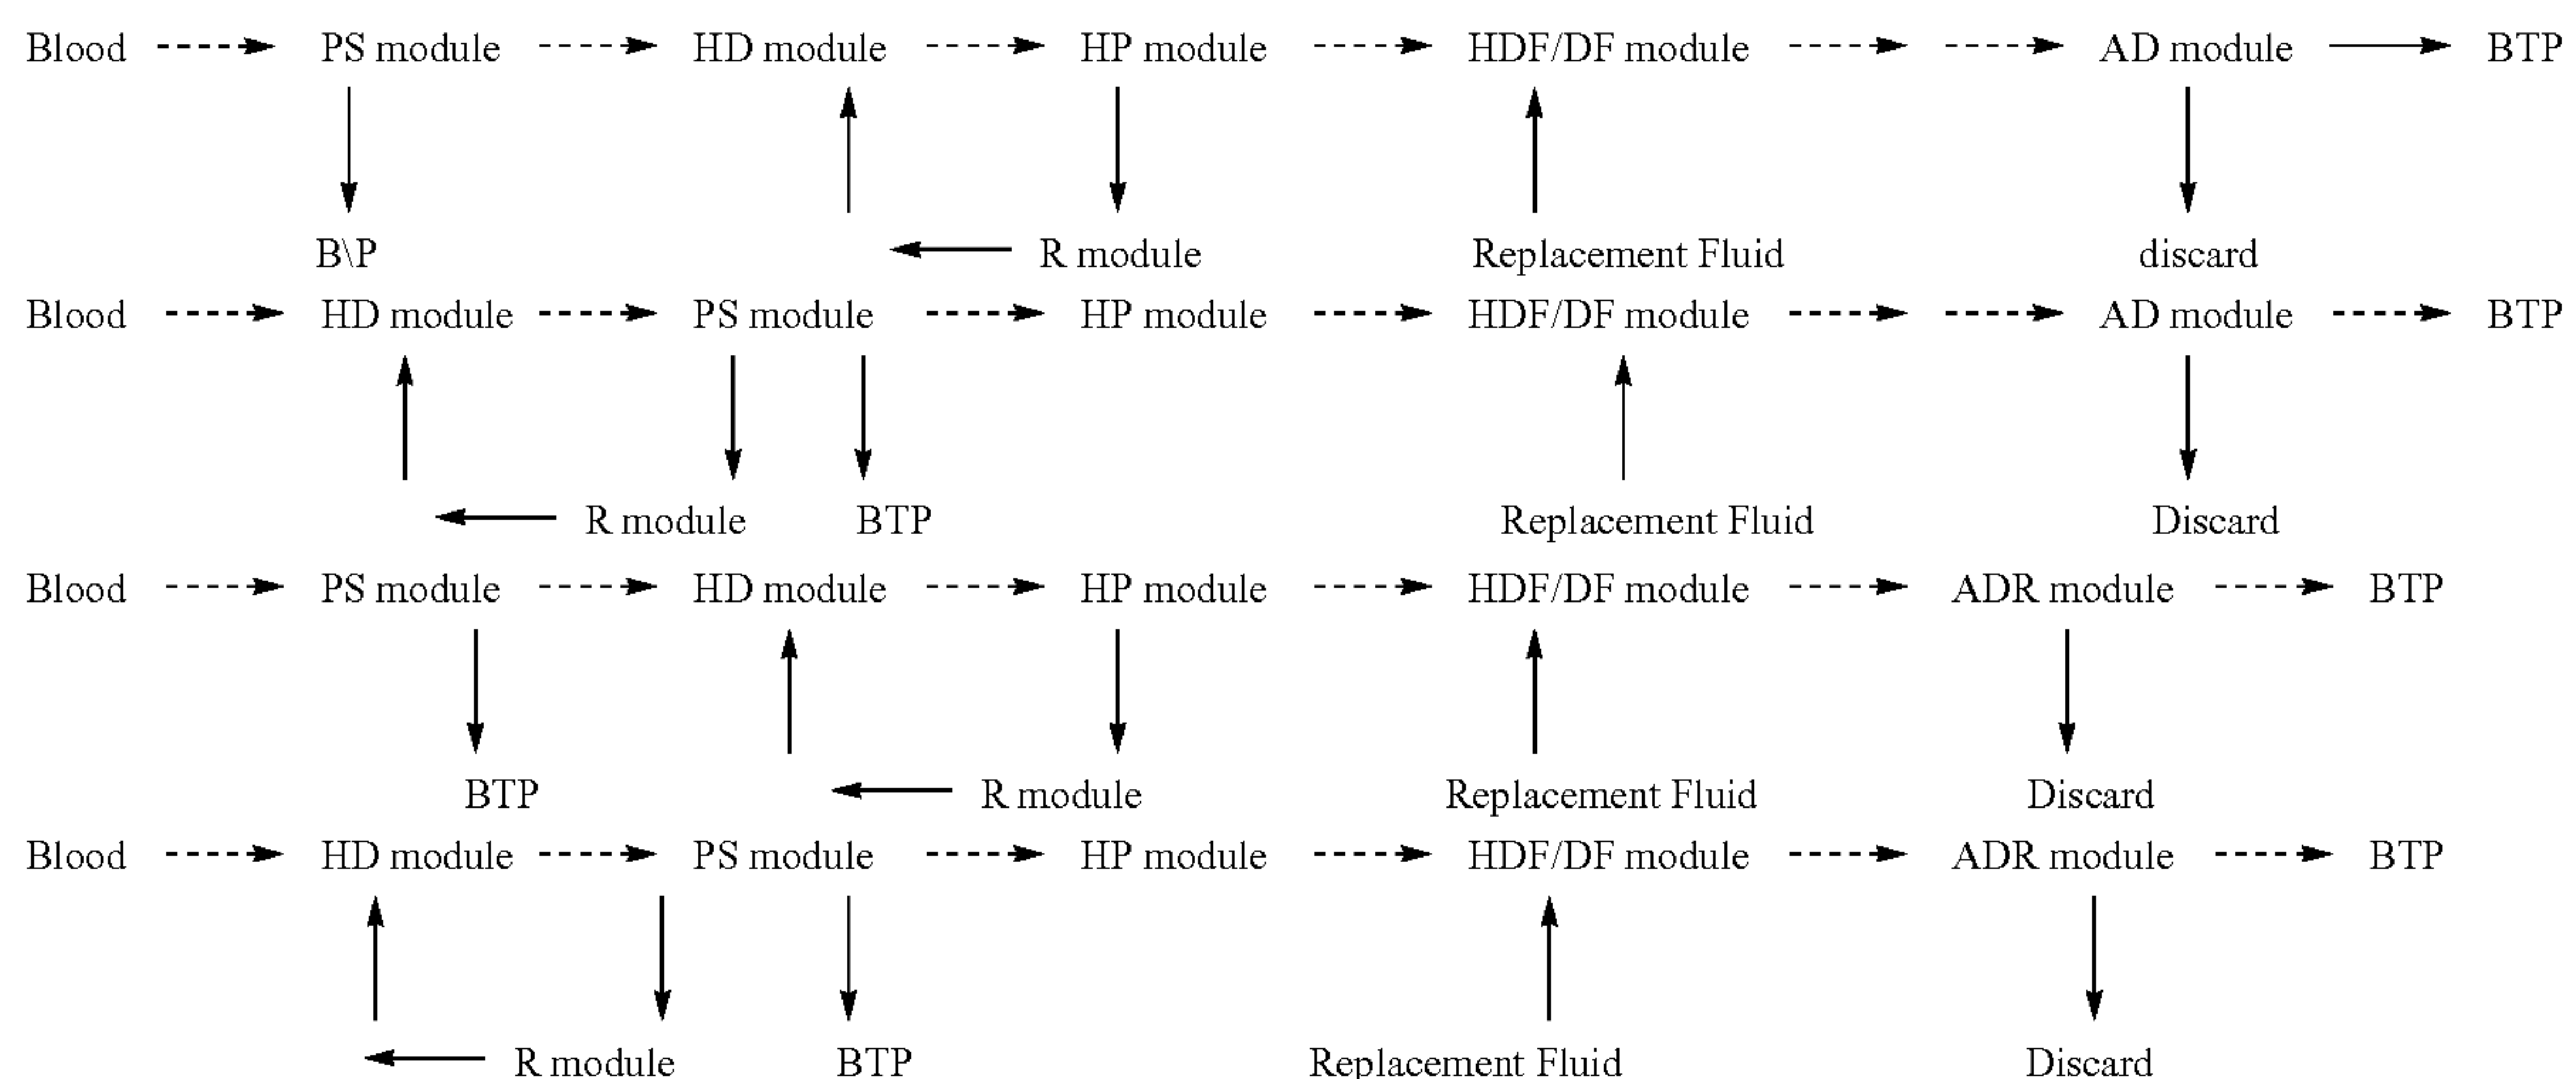 Blood PS module HD module HP module HDF/DF module AD module BTP
B\P R module Replacement Fluid discard
Blood HD module PS module HP module HDF/DF module AD module BTP
R module BTP Replacement Fluid Discard
Blood PS module HD module HP module HDF/DF module ADR module BTP
BTP R module Replacement Fluid Discard
Blood HD module PS module HP module HDF/DF module ADR module BTP
R module BTP Replacement Fluid Discard